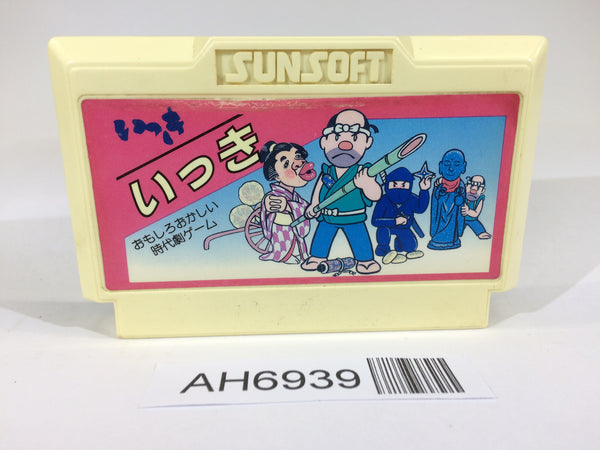 SUNSOFT
いっき
いっき
おもしろおかしい
時代劇ゲーム
AH6939